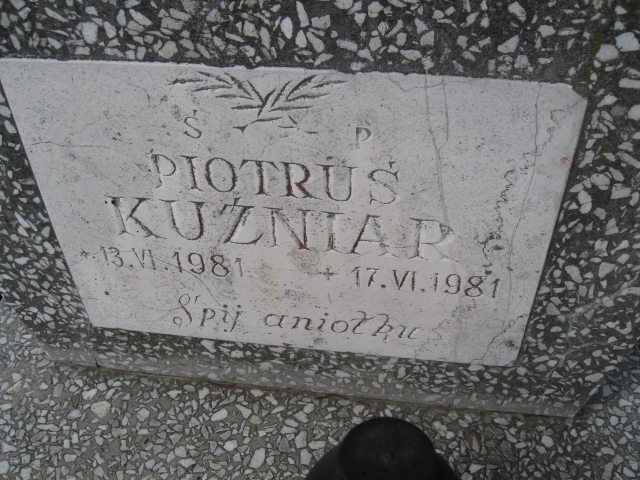 Ś P
PIOTRUŚ
KUŹNIAR
* 13.VI.1981 + 17.VI.1981
Śpij aniołku